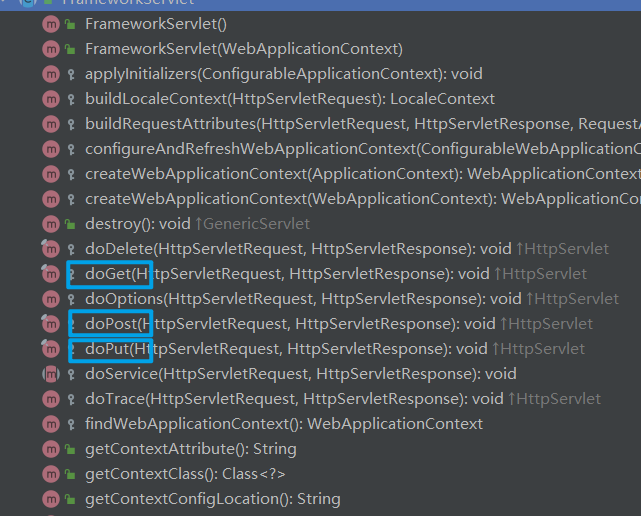 FrameworkServlet
FrameworkServlet()
FrameworkServlet(WebApplicationContext)
applyInitializers(ConfigurableApplicationContext): void
buildLocaleContext(HttpServletRequest): LocaleContext
buildRequestAttributes(HttpServletRequest, HttpServletResponse, RequestA
configureAndRefreshWebApplicationContext(ConfigurableWebApplicationC
createWebApplicationContext(ApplicationContext): WebApplicationContext
createWebApplicationContext(WebApplicationContext): WebApplicationCon
destroy(): void ↑GenericServlet
doDelete(HttpServletRequest, HttpServletResponse): void ↑HttpServlet
doGet(HttpServletRequest, HttpServletResponse): void ↑HttpServlet
doOptions(HttpServletRequest, HttpServletResponse): void ↑HttpServlet
doPost(HttpServletRequest, HttpServletResponse): void ↑HttpServlet
doPut(HttpServletRequest, HttpServletResponse): void ↑HttpServlet
doService(HttpServletRequest, HttpServletResponse): void
doTrace(HttpServletRequest, HttpServletResponse): void ↑HttpServlet
findWebApplicationContext(): WebApplicationContext
getContextAttribute(): String
getContextClass(): Class<?>
getContextConfigLocation(): String